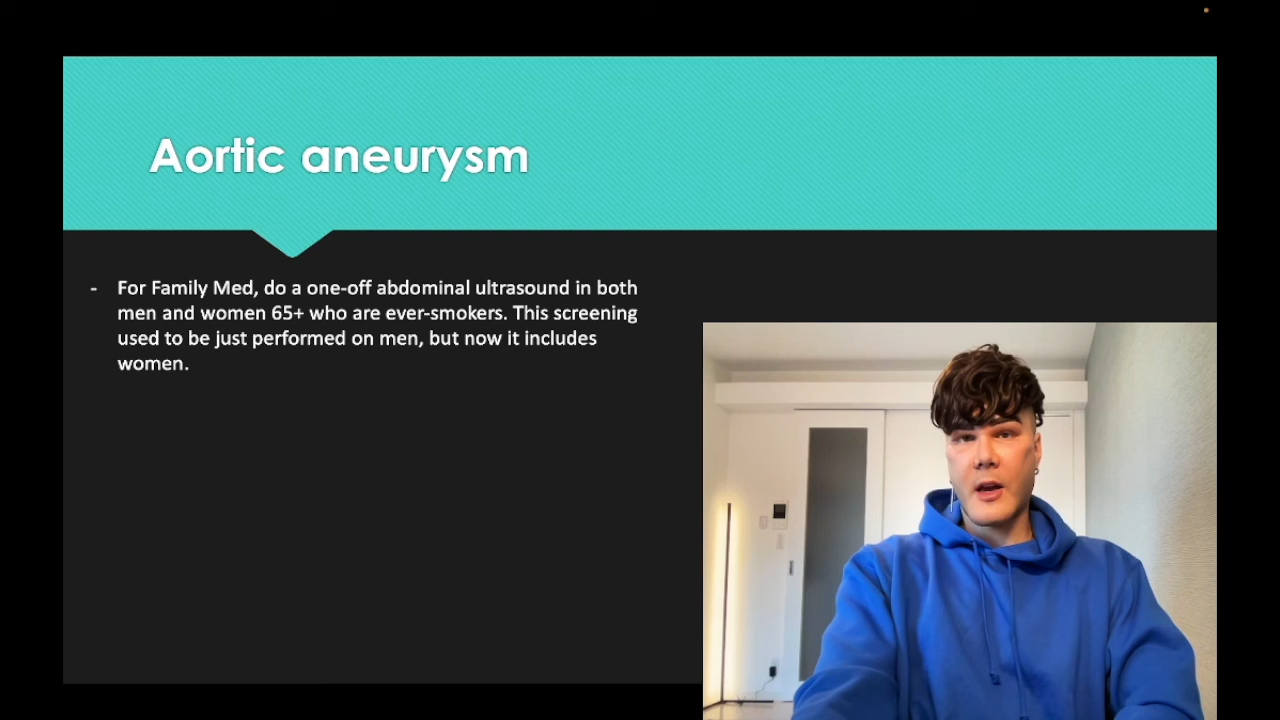 Aortic aneurysm
- For Family Med, do a one-off abdominal ultrasound in both
men and women 65+ who are ever-smokers. This screening
used to be just performed on men, but now it includes
women.